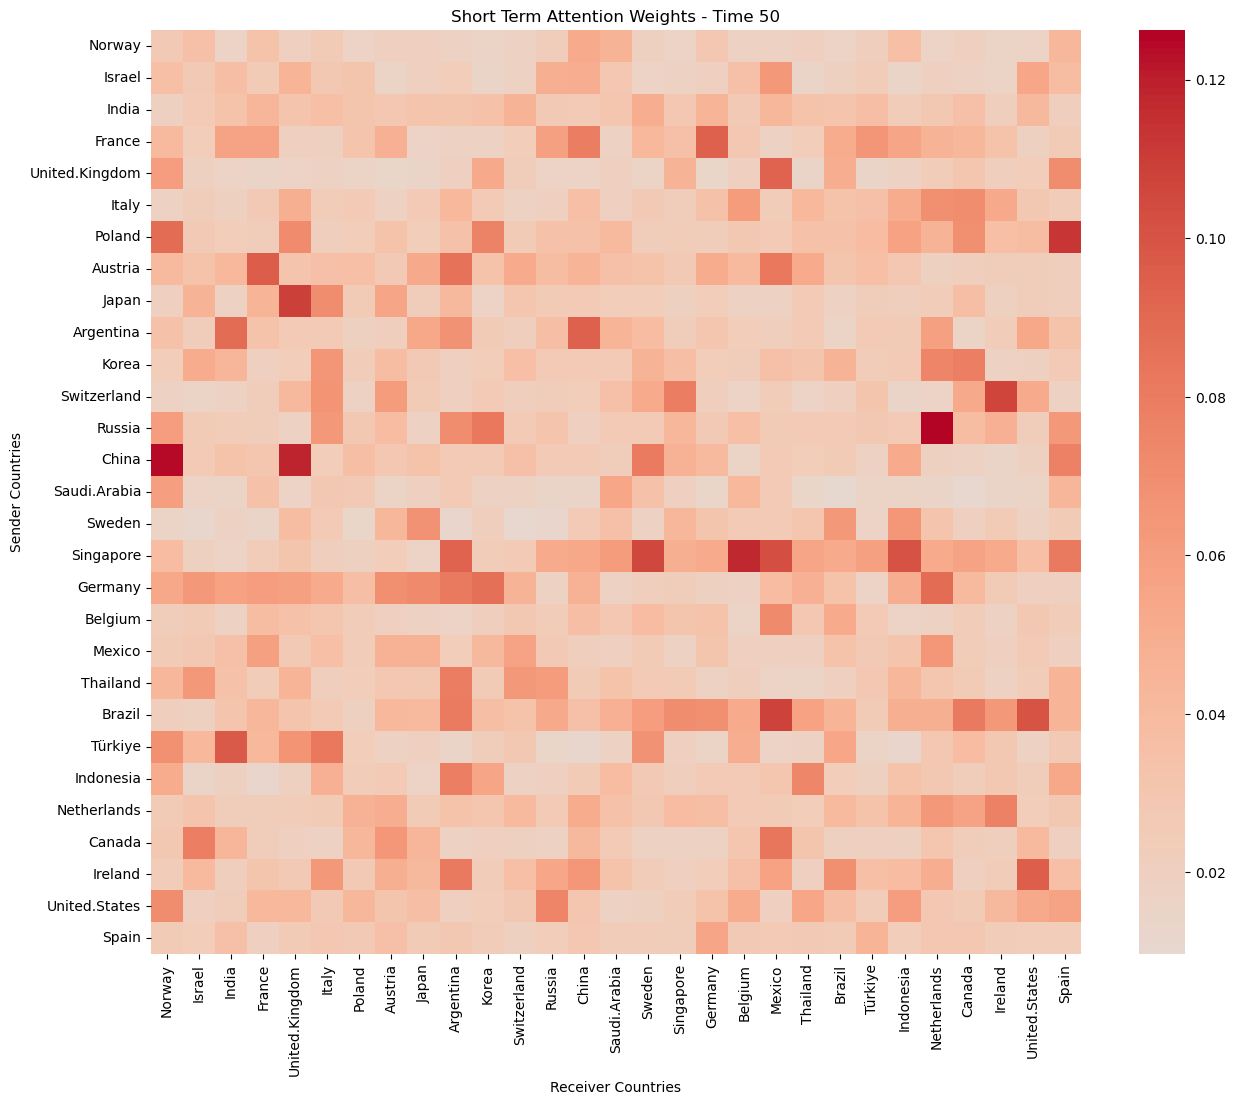 Short Term Attention Weights - Time 50
Sender Countries
Norway
Israel
India
France
United.Kingdom
Italy
Poland
Austria
Japan
Argentina
Korea
Switzerland
Russia
China
Saudi.Arabia
Sweden
Singapore
Germany
Belgium
Mexico
Thailand
Brazil
Türkiye
Indonesia
Netherlands
Canada
Ireland
United.States
Spain
Norway
Israel
India
France
United.Kingdom
Italy
Poland
Austria
Japan
Argentina
Korea
Switzerland
Russia
China
Saudi.Arabia
Sweden
Singapore
Germany
Belgium
Mexico
Thailand
Brazil
Türkiye
Indonesia
Netherlands
Canada
Ireland
United.States
Spain
Receiver Countries
0.12
0.10
0.08
0.06
0.04
0.02